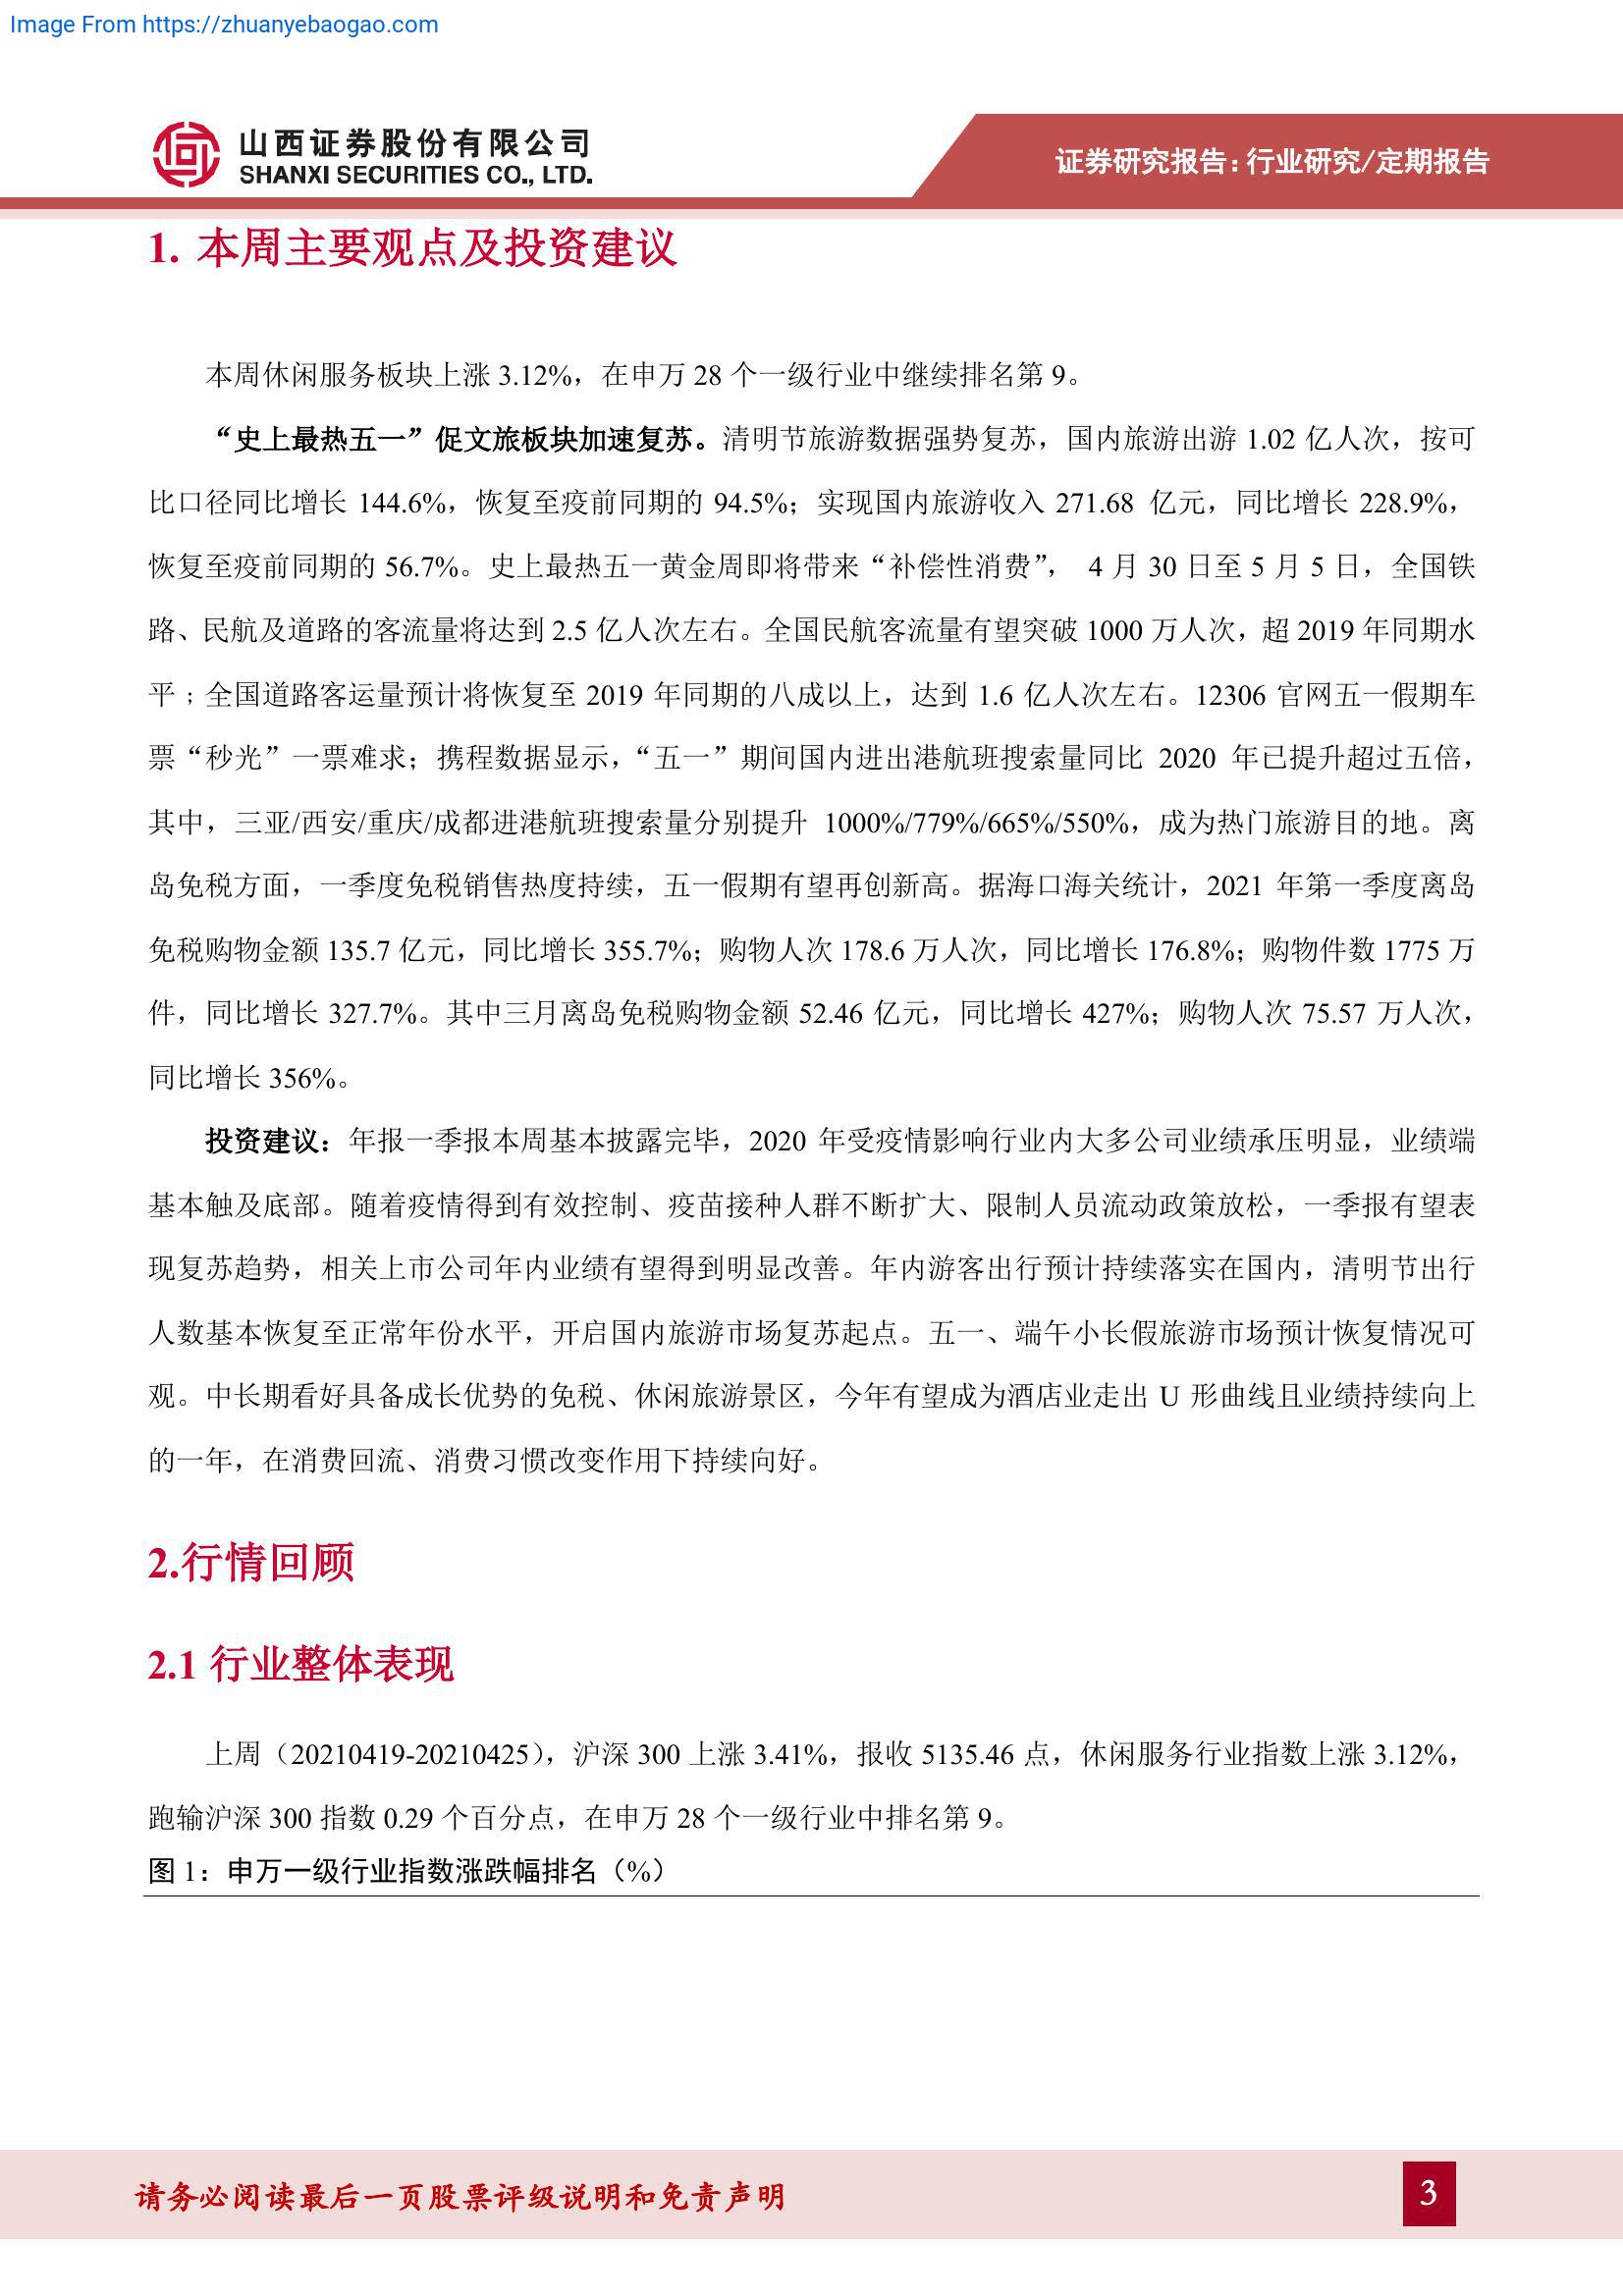 Image From https://zhuanyebaogao.com
山西证券股份有限公司
SHANXI SECURITIES CO., LTD.
证券研究报告：行业研究/定期报告
1. 本周主要观点及投资建议
本周休闲服务板块上涨 3.12%，在申万 28 个一级行业中继续排名第 9。
“史上最热五一”促文旅板块加速复苏。清明节旅游数据强势复苏，国内旅游出游 1.02 亿人次，按可
比口径同比增长 144.6%，恢复至疫前同期的 94.5%；实现国内旅游收入 271.68 亿元，同比增长 228.9%，
恢复至疫前同期的 56.7%。史上最热五一黄金周即将带来“补偿性消费”， 4 月 30 日至 5 月 5 日，全国铁
路、民航及道路的客流量将达到 2.5 亿人次左右。全国民航客流量有望突破 1000 万人次，超 2019 年同期水
平；全国道路客运量预计将恢复至 2019 年同期的八成以上，达到 1.6 亿人次左右。12306 官网五一假期车
票“秒光”一票难求；携程数据显示，“五一”期间国内进出港航班搜索量同比 2020 年已提升超过五倍，
其中，三亚/西安/重庆/成都进港航班搜索量分别提升 1000%/779%/665%/550%，成为热门旅游目的地。离
岛免税方面，一季度免税销售热度持续，五一假期有望再创新高。据海口海关统计，2021 年第一季度离岛
免税购物金额 135.7 亿元，同比增长 355.7%；购物人次 178.6 万人次，同比增长 176.8%；购物件数 1775 万
件，同比增长 327.7%。其中三月离岛免税购物金额 52.46 亿元，同比增长 427%；购物人次 75.57 万人次，
同比增长 356%。
投资建议：年报一季报本周基本披露完毕，2020 年受疫情影响行业内大多公司业绩承压明显，业绩端
基本触及底部。随着疫情得到有效控制、疫苗接种人群不断扩大、限制人员流动政策放松，一季报有望表
现复苏趋势，相关上市公司年内业绩有望得到明显改善。年内游客出行预计持续落实在国内，清明节出行
人数基本恢复至正常年份水平，开启国内旅游市场复苏起点。五一、端午小长假旅游市场预计恢复情况可
观。中长期看好具备成长优势的免税、休闲旅游景区，今年有望成为酒店业走出 U 形曲线且业绩持续向上
的一年，在消费回流、消费习惯改变作用下持续向好。
2.行情回顾
2.1 行业整体表现
上周（20210419-20210425），沪深 300 上涨 3.41%，报收 5135.46 点，休闲服务行业指数上涨 3.12%，
跑输沪深 300 指数 0.29 个百分点，在申万 28 个一级行业中排名第 9。
图 1：申万一级行业指数涨跌幅排名（%）
请务必阅读最后一页股票评级说明和免责声明
3